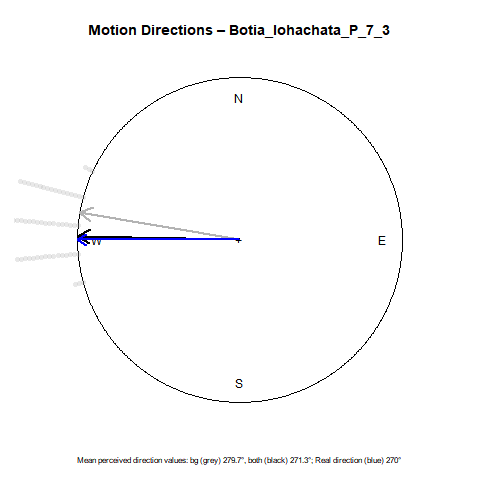 Motion Directions – Botia_lohachata_P_7_3
N
W
E
S
Mean perceived direction values: bg (grey) 279.7°, both (black) 271.3°; Real direction (blue) 270°